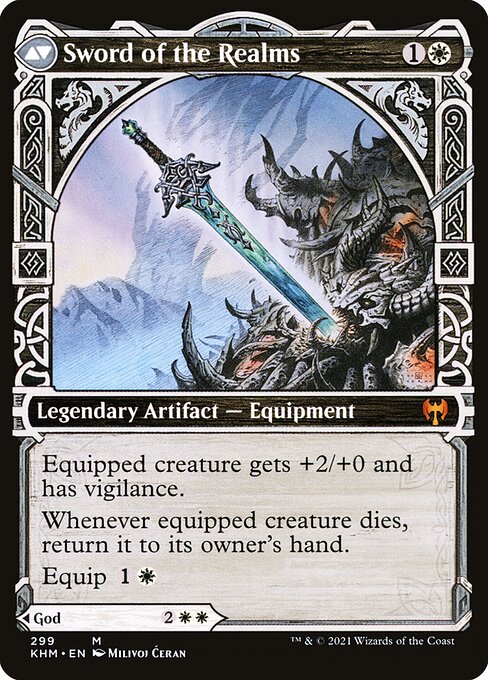 Sword of the Realms 1
Legendary Artifact — Equipment
Equipped creature gets +2/+0 and
has vigilance.
Whenever equipped creature dies,
return it to its owner's hand.
Equip 1
God 2
299 M
KHM • EN Milivoj Ćeran
™ & © 2021 Wizards of the Coast